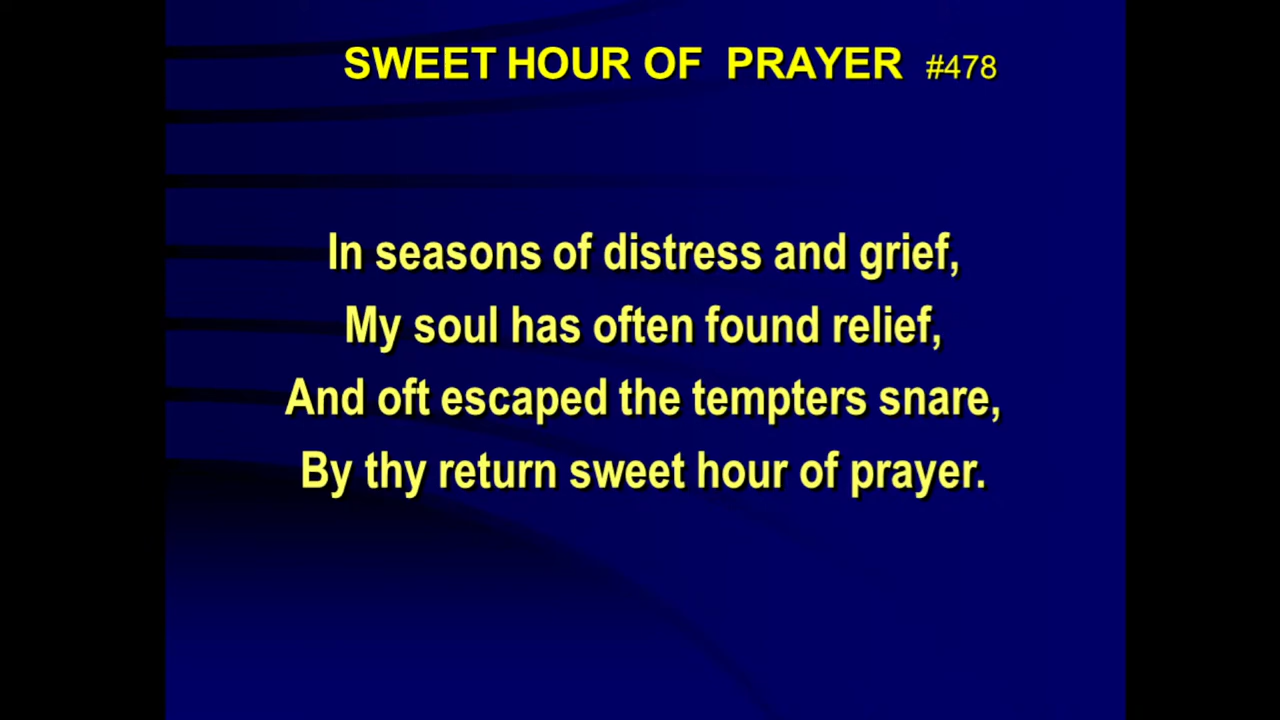 SWEET HOUR OF PRAYER #478
In seasons of distress and grief,
My soul has often found relief,
And oft escaped the tempters snare,
By thy return sweet hour of prayer.